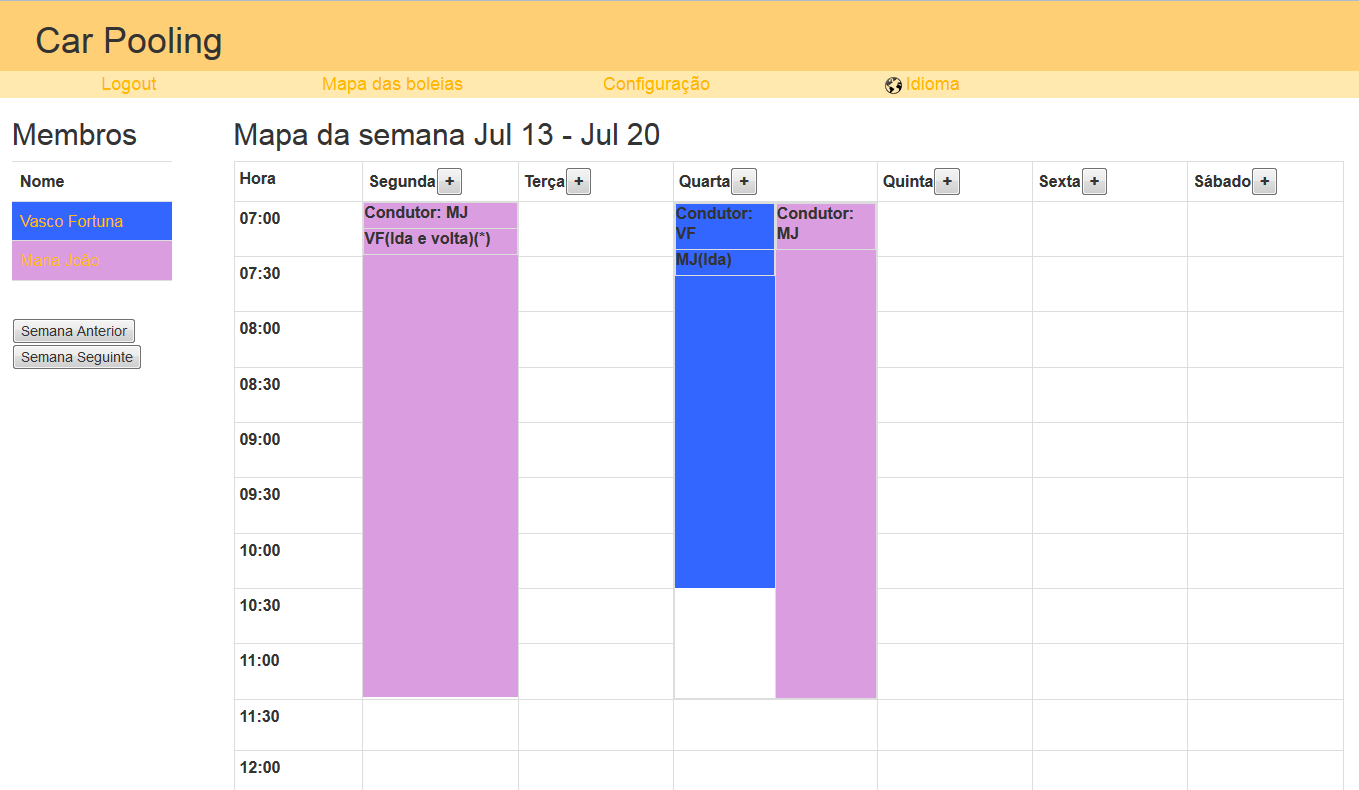 Car Pooling
Logout
Mapa das boleias
Configuração
Idioma
Membros
Nome
Vasco Fortuna
Maria João
Semana Anterior
Semana Seguinte
Mapa da semana Jul 13 - Jul 20
Hora
Segunda +
Terça +
Quarta +
Quinta +
Sexta +
Sábado +
07:00
Condutor: MJ
VF(Ida e volta)(*)
Condutor:
VF
MJ(Ida)
Condutor:
MJ
07:30
08:00
08:30
09:00
09:30
10:00
10:30
11:00
11:30
12:00